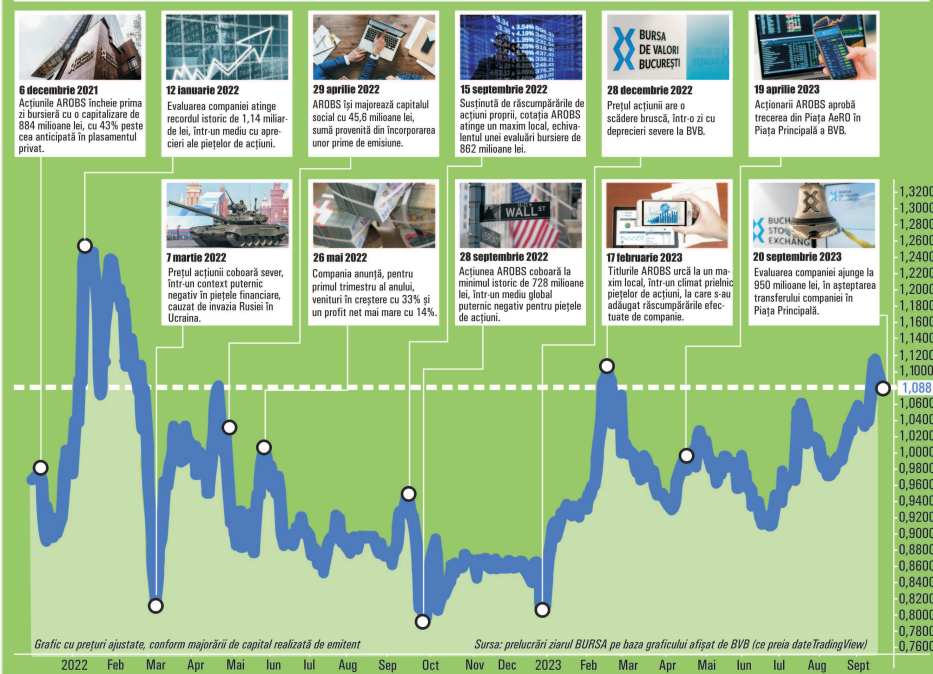 BURSA
DE VALORI
BUCUREȘTI
6 decembrie 2021
Acțiunile AROBS încheie prima
zi bursieră cu o capitalizare de
884 milioane lei, cu 43% peste
cea anticipată în plasamentul
privat.
12 ianuarie 2022
Evaluarea companiei atinge
recordul istoric de 1,14 miliar-
de lei, într-un mediu cu apre-
cieri ale piețelor de acțiuni.
29 aprilie 2022
AROBS își majorează capitalul
social cu 45,6 milioane lei,
sumă provenită din încorporarea
unor prime de emisiune.
15 septembrie 2022
Susținută de răscumpărările de
acțiuni proprii, cotația AROBS
atinge un maxim local, echiva-
lentul unei evaluări bursiere de
862 milioane lei.
28 decembrie 2022
Prețul acțiunii are o
scădere bruscă, într-o zi cu
deprecieri severe la BVB.
19 aprilie 2023
Acționarii AROBS aprobă
trecerea din Piața AeRO în
Piața Principală a BVB.
WALL ST
7 martie 2022
Prețul acțiunii coboară sever,
într-un context puternic
negativ în piețele financiare,
cauzat de invazia Rusiei în
Ucraina.
26 mai 2022
Compania anunță, pentru
primul trimestru al anului,
venituri în creștere cu 33% și
un profit net mai mare cu 14%.
28 septembrie 2022
Acțiunea AROBS coboară la
minimul istoric de 728 milioane
lei, într-un mediu global
puternic negativ pentru piețele
de acțiuni.
17 februarie 2023
Titlurile AROBS urcă la un ma-
xim local, într-un climat prielnic
piețelor de acțiuni, la care s-au
adăugat răscumpărările efec-
tuate de companie.
20 septembrie 2023
Evaluarea companiei ajunge la
950 milioane lei, în așteptarea
transferului companiei în
Piața Principală.
1,3200
1,3000
1,2800
1,2600
1,2400
1,2200
1,2000
1,1800
1,1600
1,1400
1,1200
1,1000
1,088
1,0600
1,0400
1,0200
1,0000
0,9800
0,9600
0,9400
0,9200
0,9000
0,8800
0,8600
0,8400
0,8200
0,8000
0,7800
0,7600
Grafic cu prețuri ajustate, conform majorării de capital realizată de emitent
Sursa: prelucrări ziarul BURSA pe baza graficului afișat de BVB (ce preia dateTradingView)
2022 Feb Mar Apr Mai Iun Iul Aug Sep Oct Nov Dec 2023 Feb Mar Apr Mai Iun Iul Aug Sept